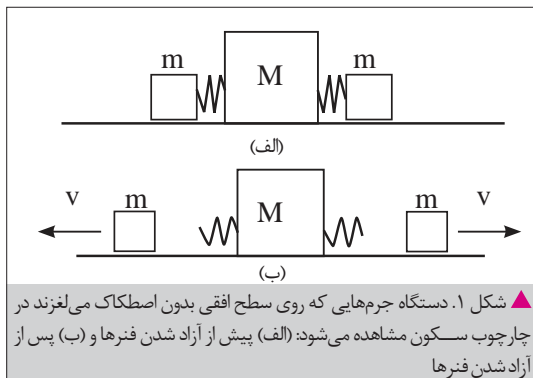 m M m
(الف)
v m M m v
(ب)
▲ شکل ۱. دستگاه جرم‌هایی که روی سطح افقی بدون اصطکاک می‌لغزند در
چارچوب سکون مشاهده می‌شود: (الف) پیش از آزاد شدن فنرها و (ب) پس از
آزاد شدن فنرها